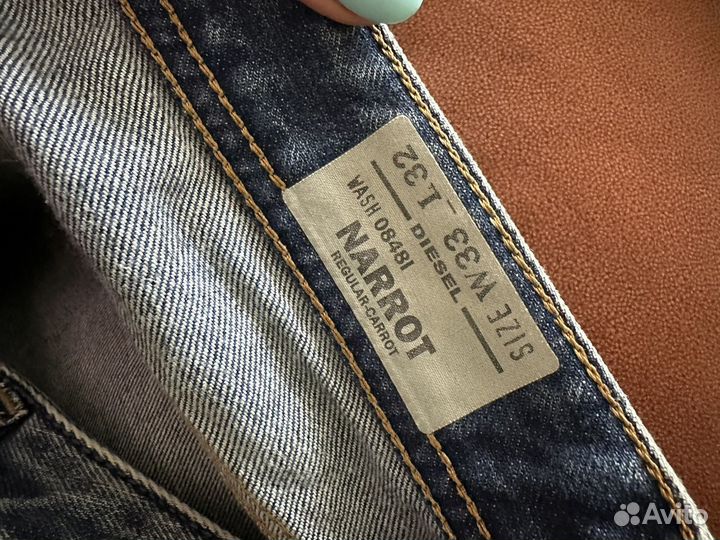 SIZE W33 L32
DIESEL
WASH 0848I
NARROT
REGULAR-CARROT
Avito